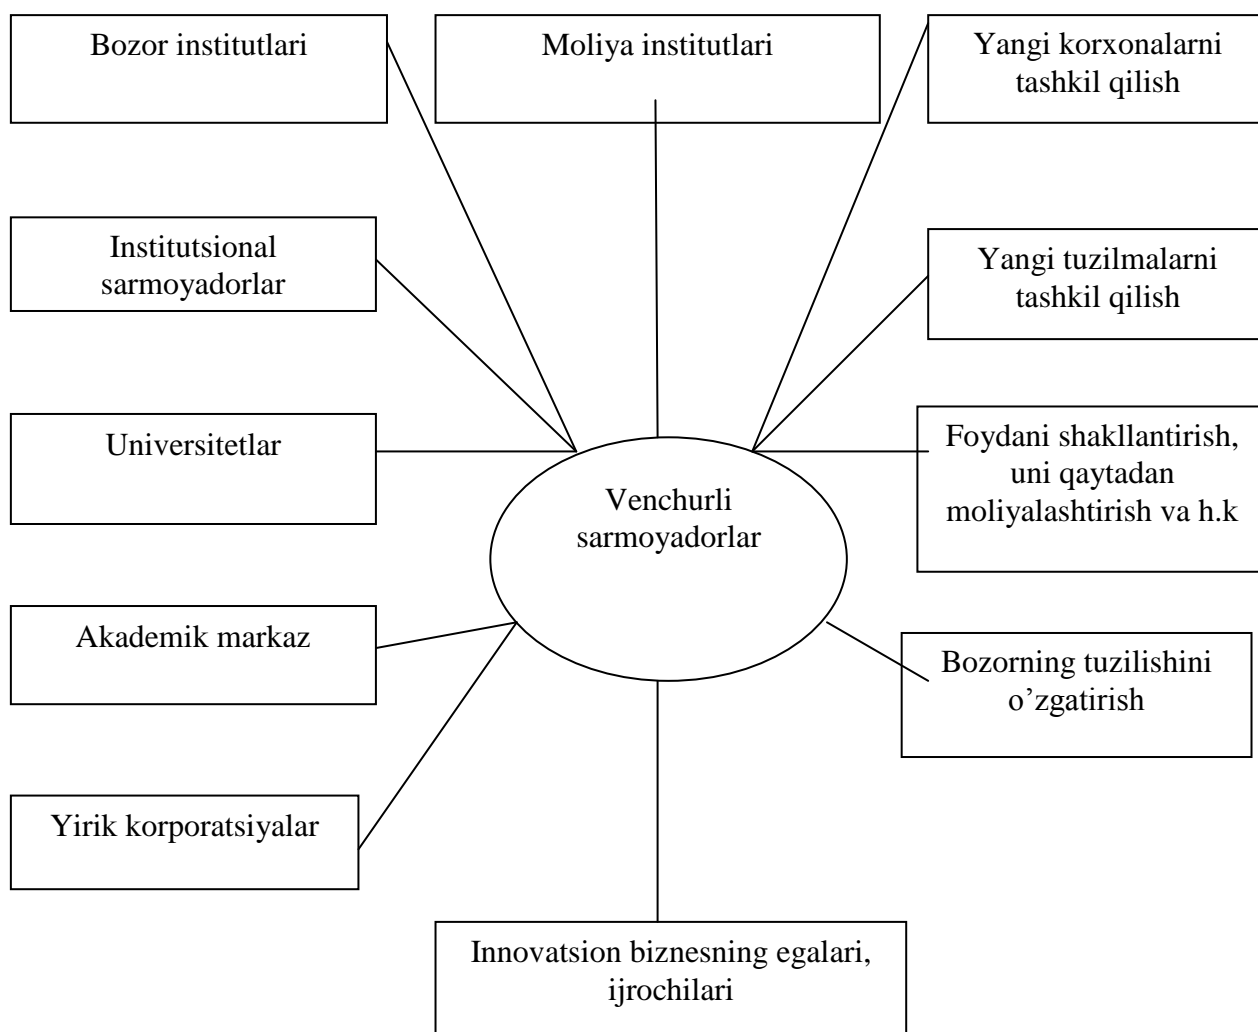 Bozor institutlari
Moliya institutlari
Yangi korxonalarni
tashkil qilish
Institutsional
sarmoyadorlar
Yangi tuzilmalarni
tashkil qilish
Universitetlar
Foydani shakllantirish,
uni qaytadan
moliyalashtirish va h.k
Venchurli
sarmoyadorlar
Akademik markaz
Bozorning tuzilishini
o’zgatirish
Yirik korporatsiyalar
Innovatsion biznesning egalari,
ijrochilari